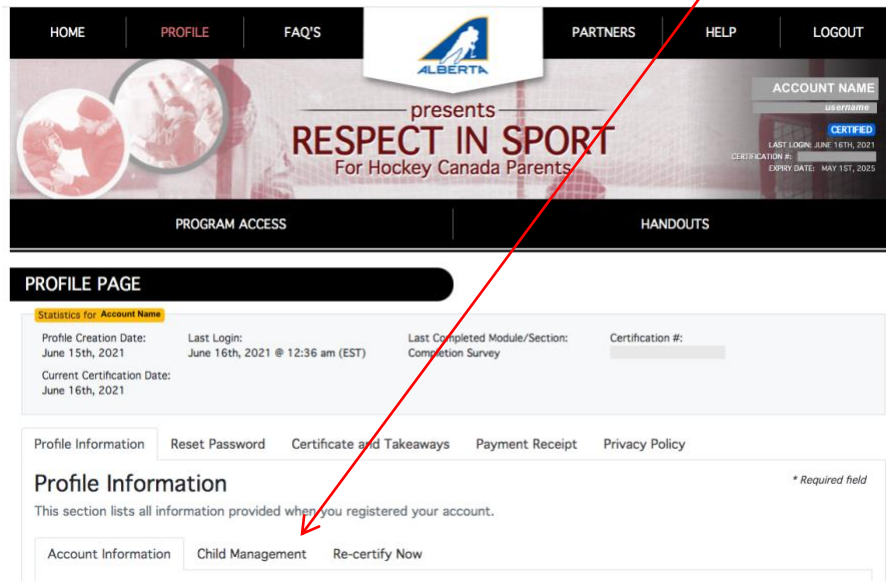 HOME PROFILE FAQ'S PARTNERS HELP LOGOUT
ALBERTA
presents
RESPECT IN SPORT
For Hockey Canada Parents
ACCOUNT NAME
username
CERTIFIED
LAST LOGIN: JUNE 16TH, 2021
CERTIFICATION #:
EXPIRY DATE: MAY 1ST, 2025
PROGRAM ACCESS HANDOUTS
PROFILE PAGE
Statistics for Account Name
Profile Creation Date: Last Login: Last Completed Module/Section: Certification #:
June 15th, 2021 June 16th, 2021 @ 12:36 am (EST) Completion Survey
Current Certification Date:
June 16th, 2021
Profile Information Reset Password Certificate and Takeaways Payment Receipt Privacy Policy
Profile Information * Required field
This section lists all information provided when you registered your account.
Account Information Child Management Re-certify Now